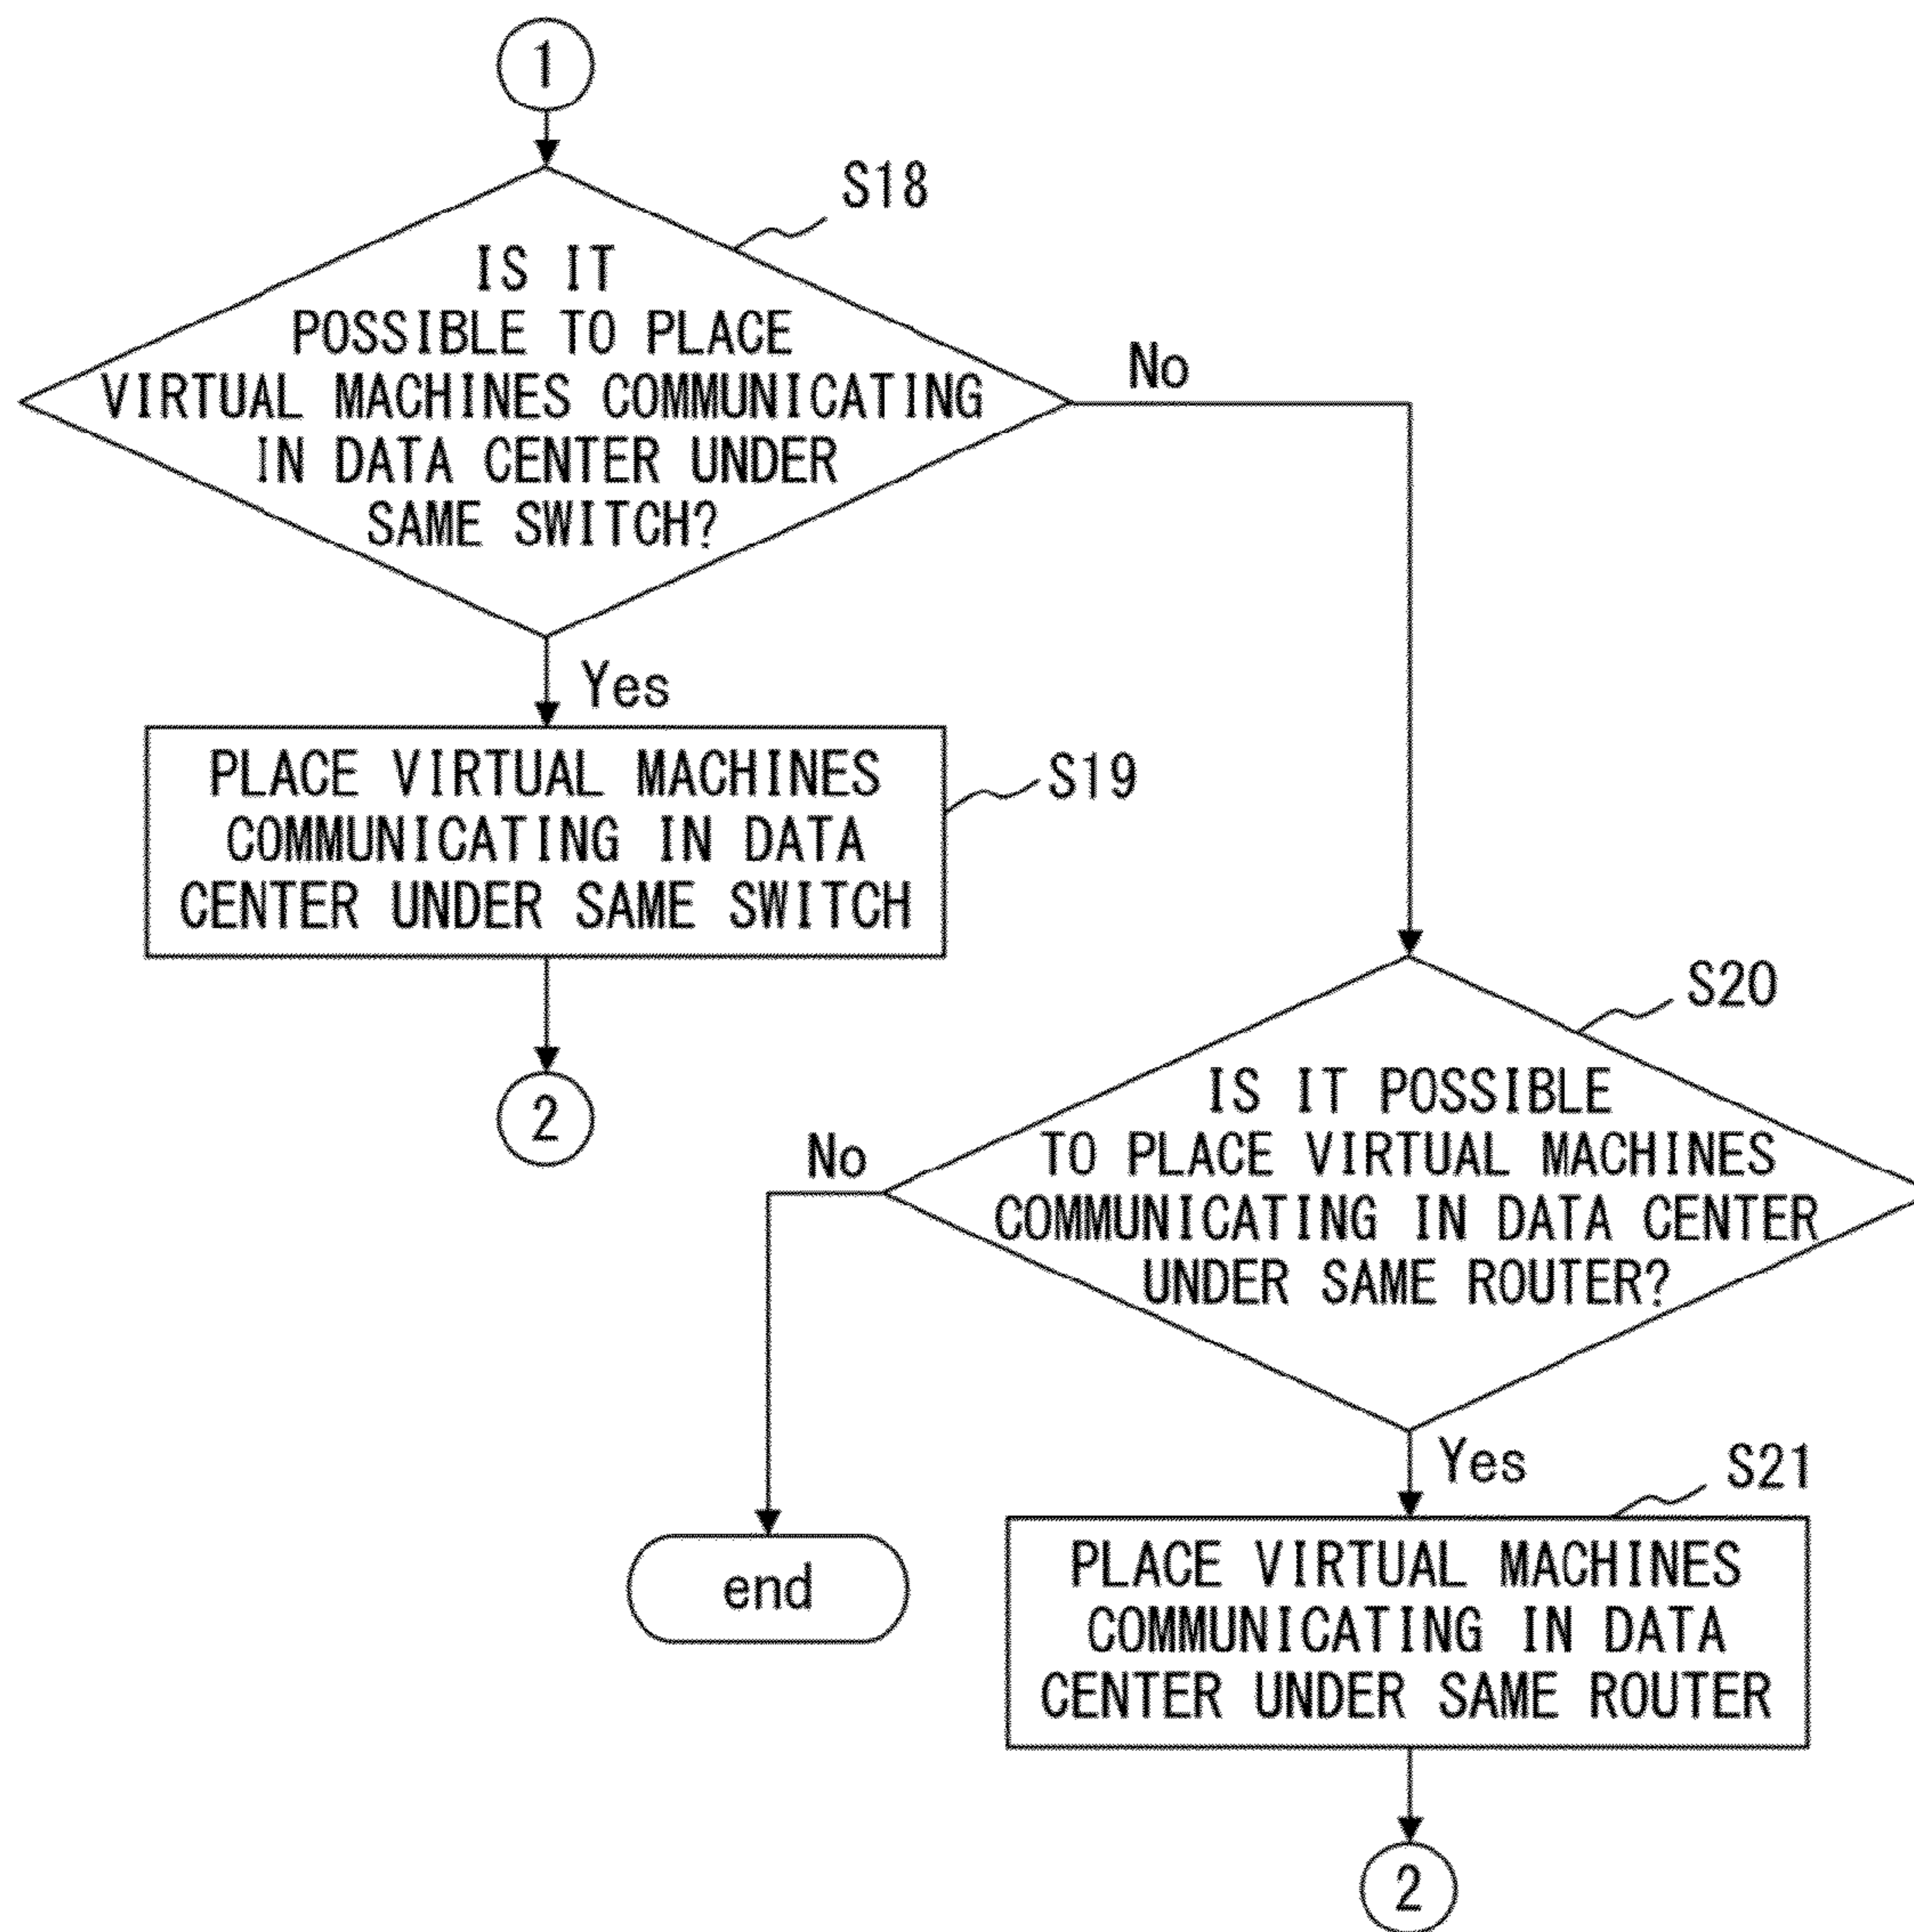 1
S18
IS IT
POSSIBLE TO PLACE
VIRTUAL MACHINES COMMUNICATING
IN DATA CENTER UNDER
SAME SWITCH?
No
Yes
PLACE VIRTUAL MACHINES
COMMUNICATING IN DATA
CENTER UNDER SAME SWITCH
S19
2
S20
IS IT POSSIBLE
TO PLACE VIRTUAL MACHINES
COMMUNICATING IN DATA CENTER
UNDER SAME ROUTER?
No
Yes
end
S21
PLACE VIRTUAL MACHINES
COMMUNICATING IN DATA
CENTER UNDER SAME ROUTER
2